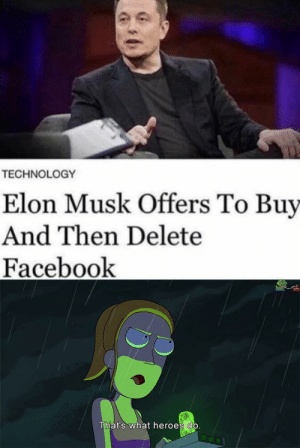 TECHNOLOGY
Elon Musk Offers To Buy
And Then Delete
Facebook
That's what heroes do.